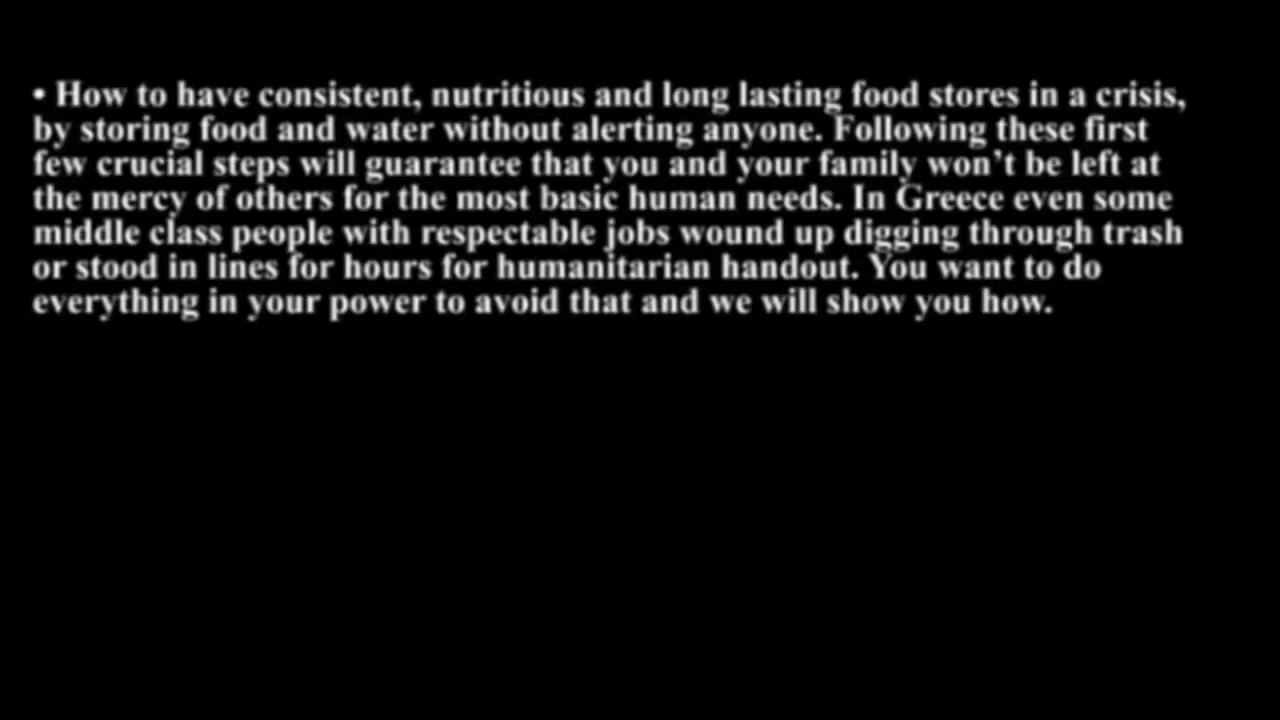 • How to have consistent, nutritious and long lasting food stores in a crisis,
by storing food and water without alerting anyone. Following these first
few crucial steps will guarantee that you and your family won’t be left at
the mercy of others for the most basic human needs. In Greece even some
middle class people with respectable jobs wound up digging through trash
or stood in lines for hours for humanitarian handout. You want to do
everything in your power to avoid that and we will show you how.